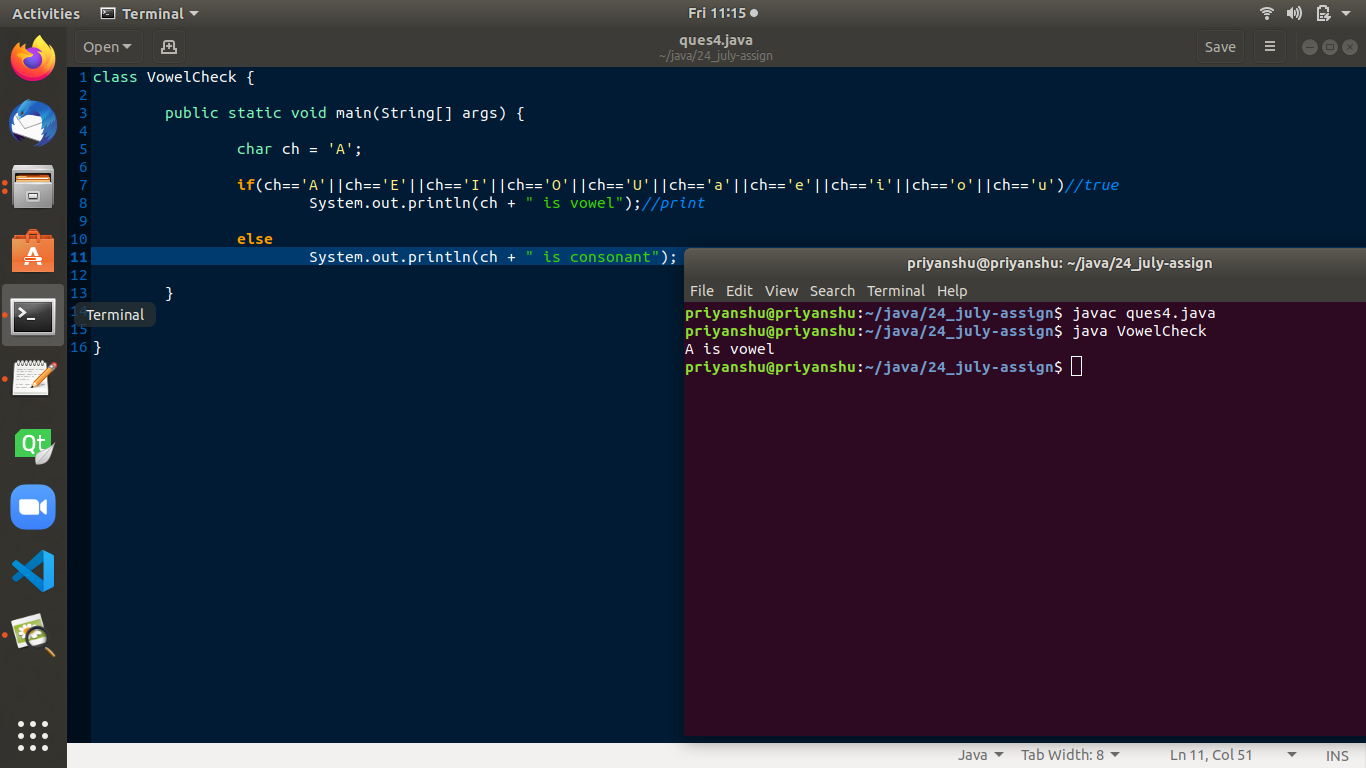 Activities Terminal Fri 11:15
Open ques4.java Save
~/java/24_july-assign
1 class VowelCheck {
2
3 public static void main(String[] args) {
4
5 char ch = 'A';
6
7 if(ch=='A'||ch=='E'||ch=='I'||ch=='O'||ch=='U'||ch=='a'||ch=='e'||ch=='i'||ch=='o'||ch=='u')//true
8 System.out.println(ch + " is vowel");//print
9
10 else
11 System.out.println(ch + " is consonant");
12
13 }
Terminal
15
16 }
priyanshu@priyanshu: ~/java/24_july-assign
File Edit View Search Terminal Help
priyanshu@priyanshu:~/java/24_july-assign$ javac ques4.java
priyanshu@priyanshu:~/java/24_july-assign$ java VowelCheck
A is vowel
priyanshu@priyanshu:~/java/24_july-assign$
Qt
Java Tab Width: 8 Ln 11, Col 51 INS